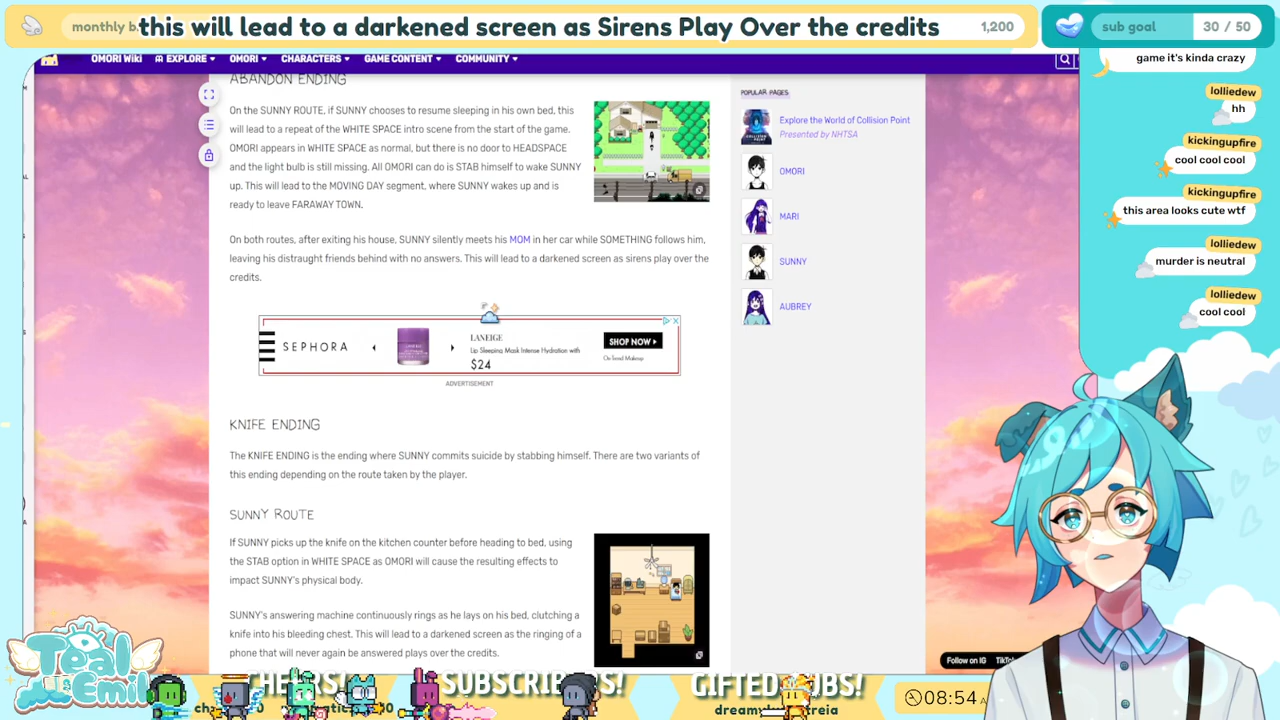 monthly b
this will lead to a darkened screen as Sirens Play Over the credits
1,200
sub goal
30 / 50
OMORI Wiki
EXPLORE
OMORI
CHARACTERS
GAME CONTENT
COMMUNITY
ABANDON ENDING
On the SUNNY ROUTE, if SUNNY chooses to resume sleeping in his own bed, this
will lead to a repeat of the WHITE SPACE intro scene from the start of the game.
OMORI appears in WHITE SPACE as normal, but there is no door to HEADSPACE
and the light bulb is still missing. All OMORI can do is STAB himself to wake SUNNY
up. This will lead to the MOVING DAY segment, where SUNNY wakes up and is
ready to leave FARAWAY TOWN.
On both routes, after exiting his house, SUNNY silently meets his MOM in her car while SOMETHING follows him,
leaving his distraught friends behind with no answers. This will lead to a darkened screen as sirens play over the
credits.
SEPHORA
LANEIGE
Lip Sleeping Mask Intense Hydration with
$24
SHOP NOW
On Trend Makeup
ADVERTISEMENT
KNIFE ENDING
The KNIFE ENDING is the ending where SUNNY commits suicide by stabbing himself. There are two variants of
this ending depending on the route taken by the player.
SUNNY ROUTE
If SUNNY picks up the knife on the kitchen counter before heading to bed, using
the STAB option in WHITE SPACE as OMORI will cause the resulting effects to
impact SUNNY's physical body.
SUNNY's answering machine continuously rings as he lays on his bed, clutching a
knife into his bleeding chest. This will lead to a darkened screen as the ringing of a
phone that will never again be answered plays over the credits.
POPULAR PAGES
Explore the World of Collision Point
Presented by NHTSA
OMORI
MARI
SUNNY
AUBREY
Follow on IG
game it's kinda crazy
lolliedew
hh
kickingupfire
cool cool cool
kickingupfire
this area looks cute wtf
lolliedew
murder is neutral
lolliedew
cool cool
Teal
Emil
CHEERS!
SUBSCRIBERS!
GIFTED SUBS!
08:54